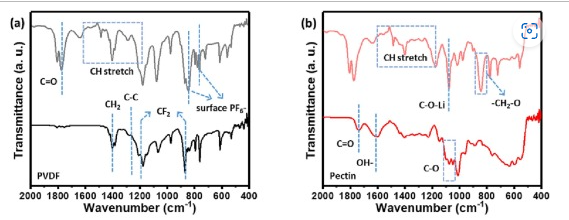 (a)
C=O
CH stretch
surface PF6-
C-C
CH2
CF2
PVDF
Transmittance (a. u.)
2000 1800 1600 1400 1200 1000 800 600 400
Wavenumber (cm-1)
(b)
CH stretch
C-O-Li
-CH2-O
C=O
OH-
C-O
Pectin
Transmittance (a. u.)
2000 1800 1600 1400 1200 1000 800 600 400
Wavenumber (cm-1)